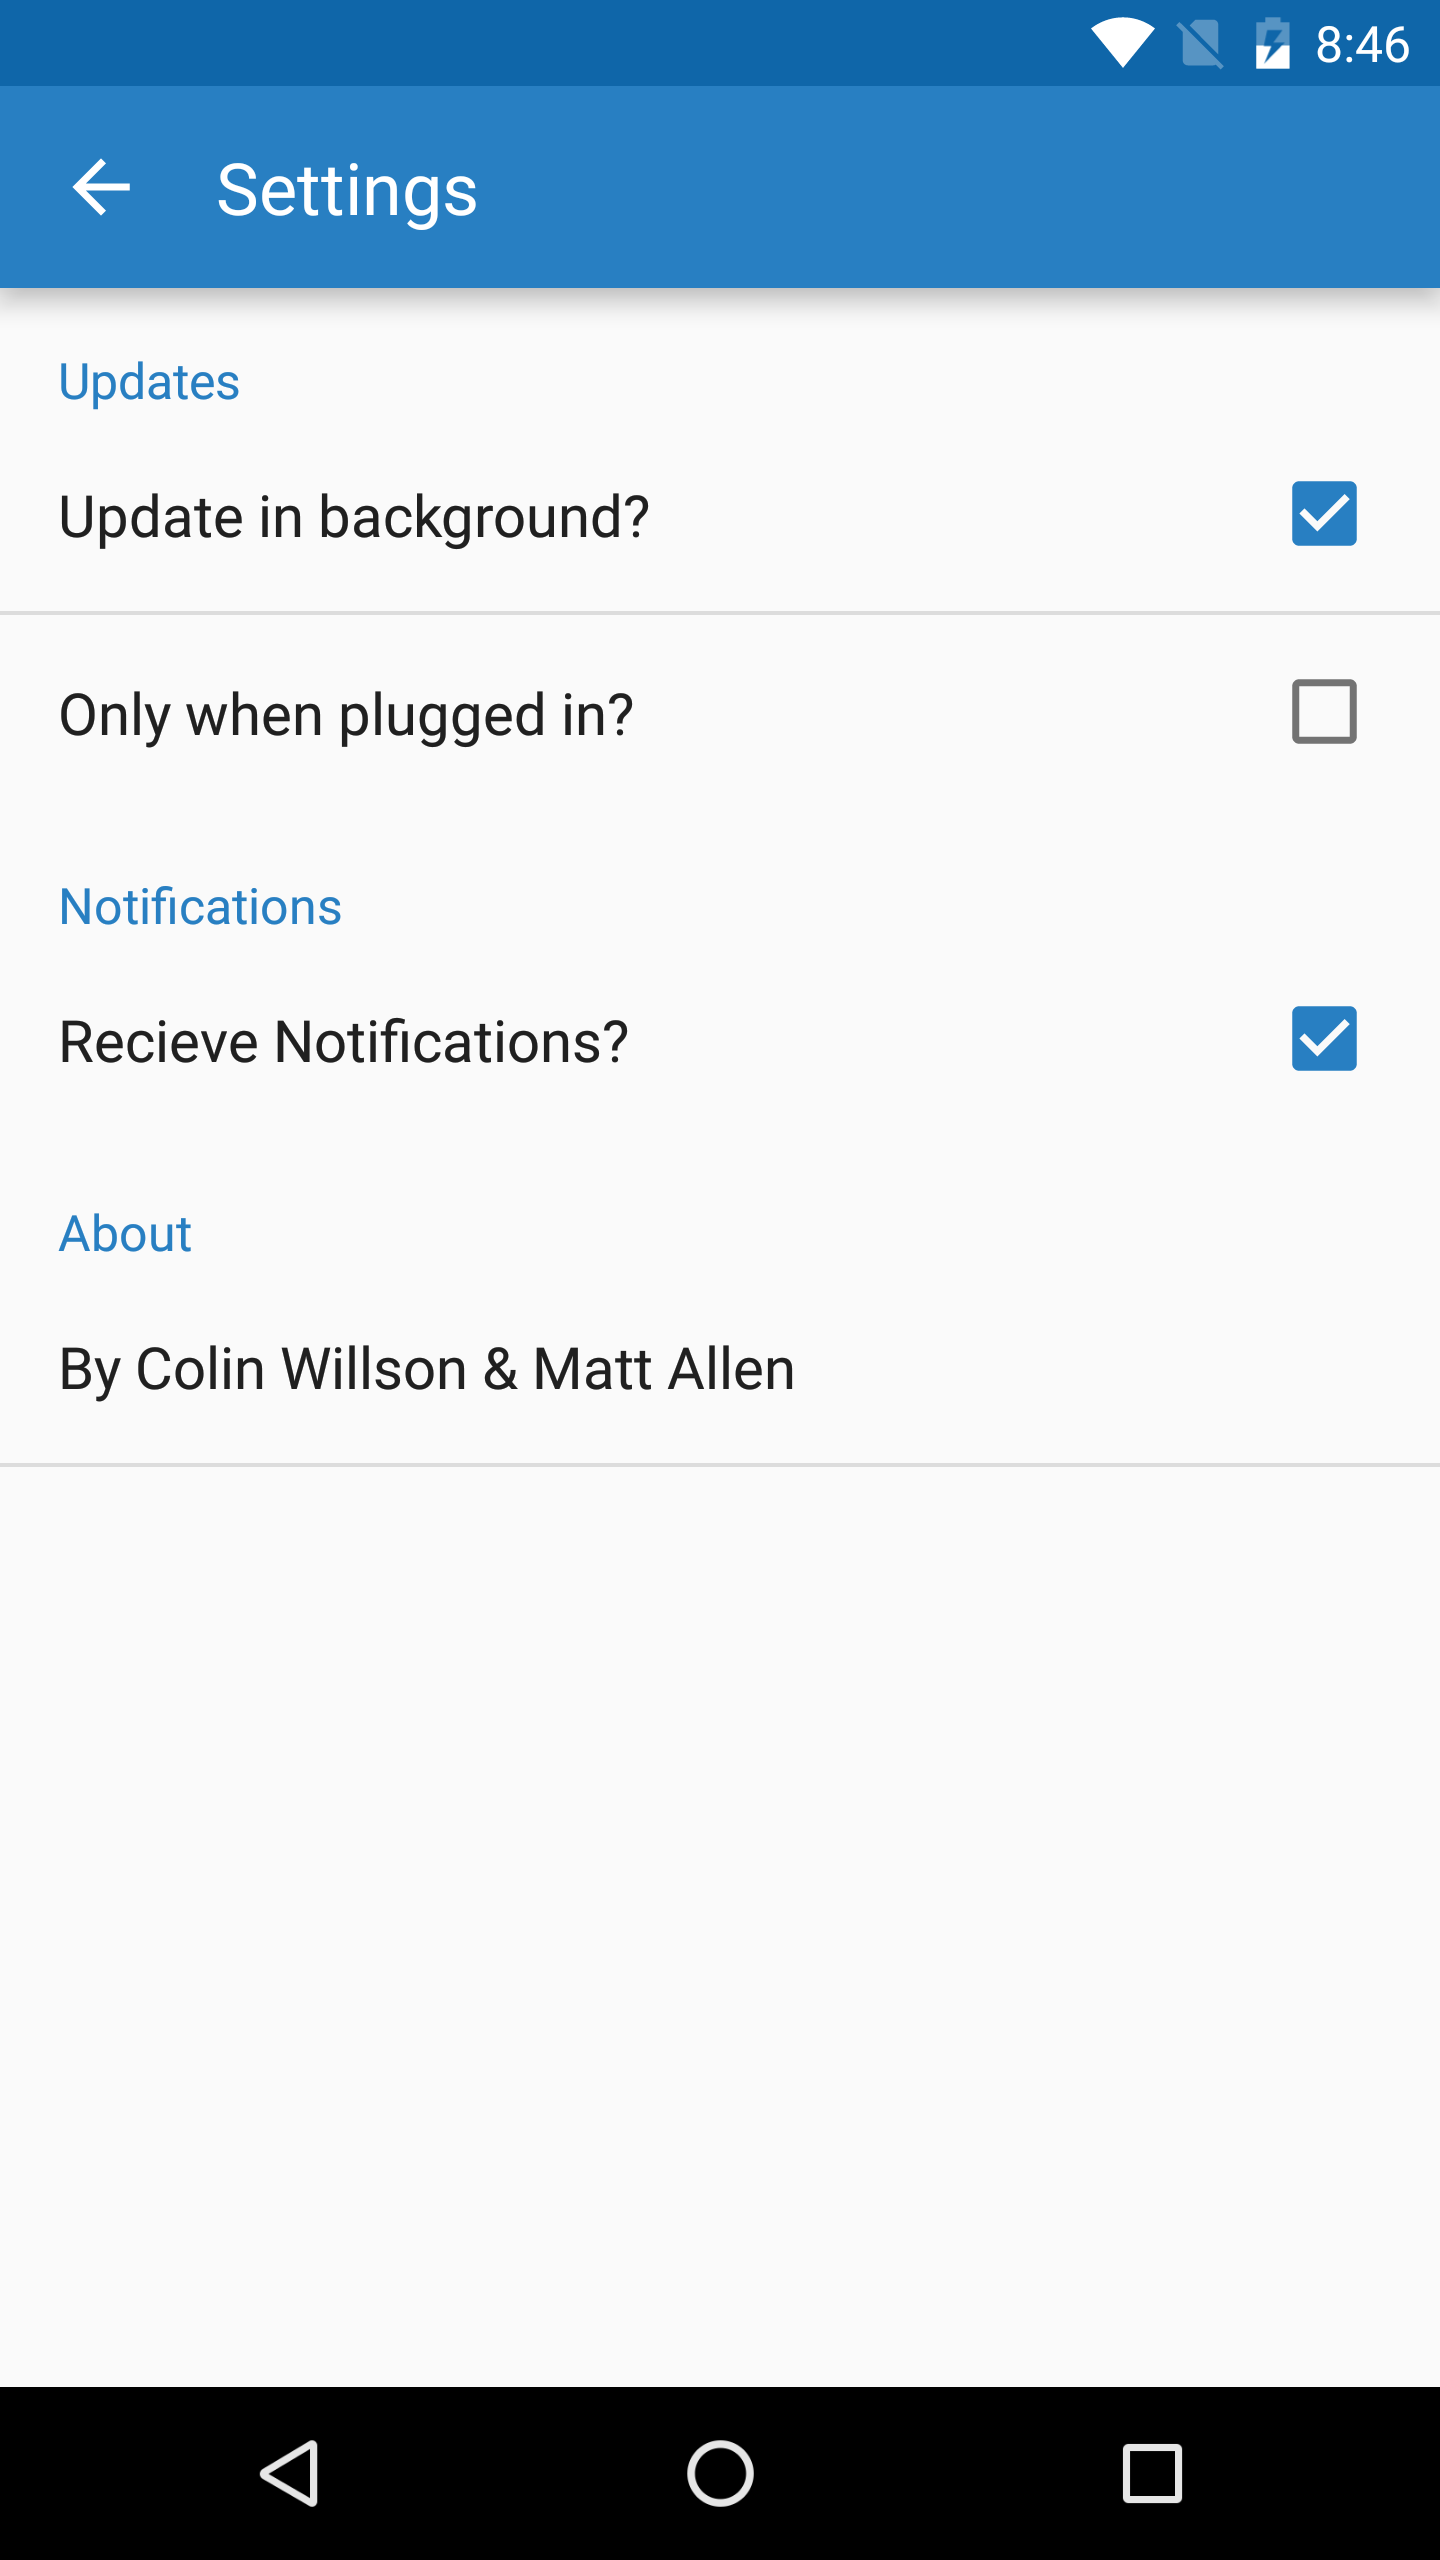 8:46
Settings
Updates
Update in background?
Only when plugged in?
Notifications
Recieve Notifications?
About
By Colin Willson & Matt Allen